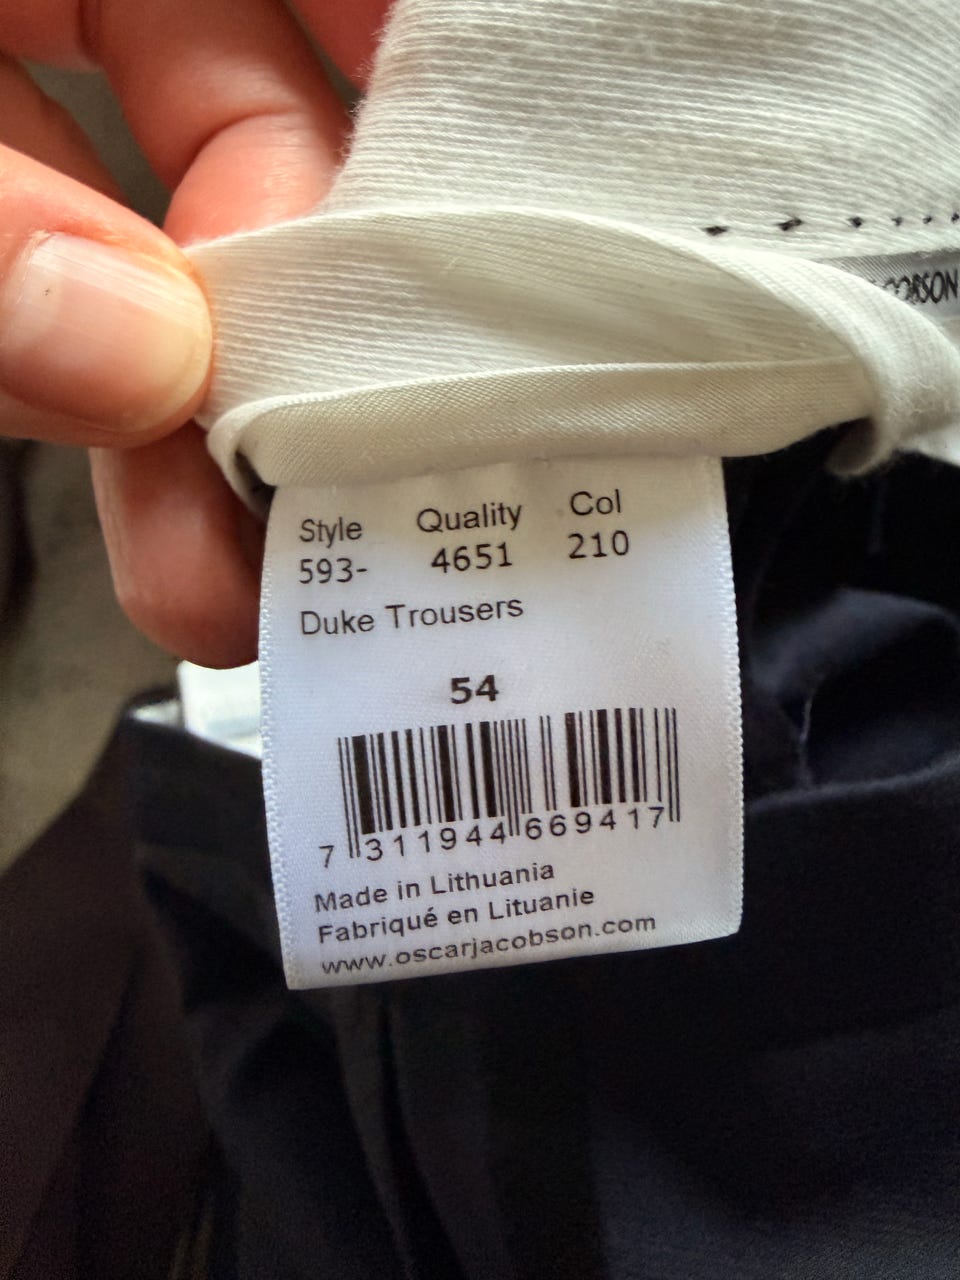 OBSON
Style Quality Col
593- 4651 210
Duke Trousers
54
7 311944 669417
Made in Lithuania
Fabriqué en Lituanie
www.oscarjacobson.com